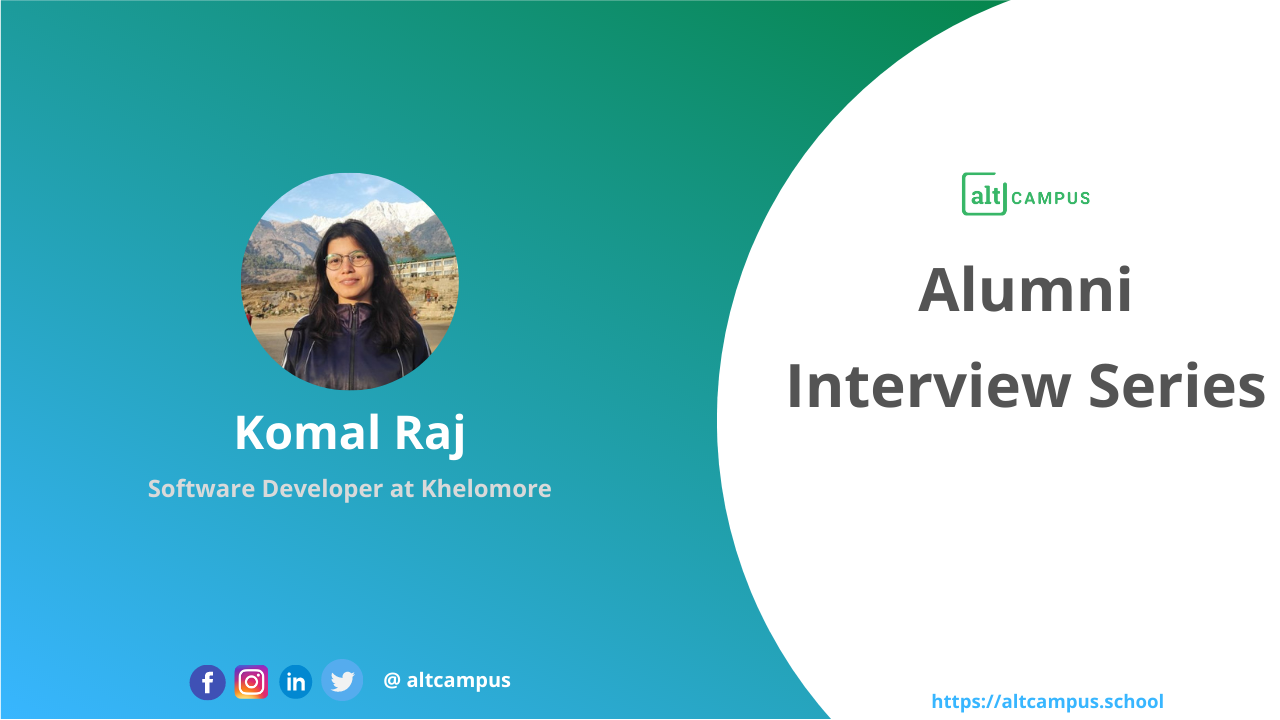 alt CAMPUS
Alumni
Interview Series
Komal Raj
Software Developer at Khelomore
@ altcampus
https://altcampus.school